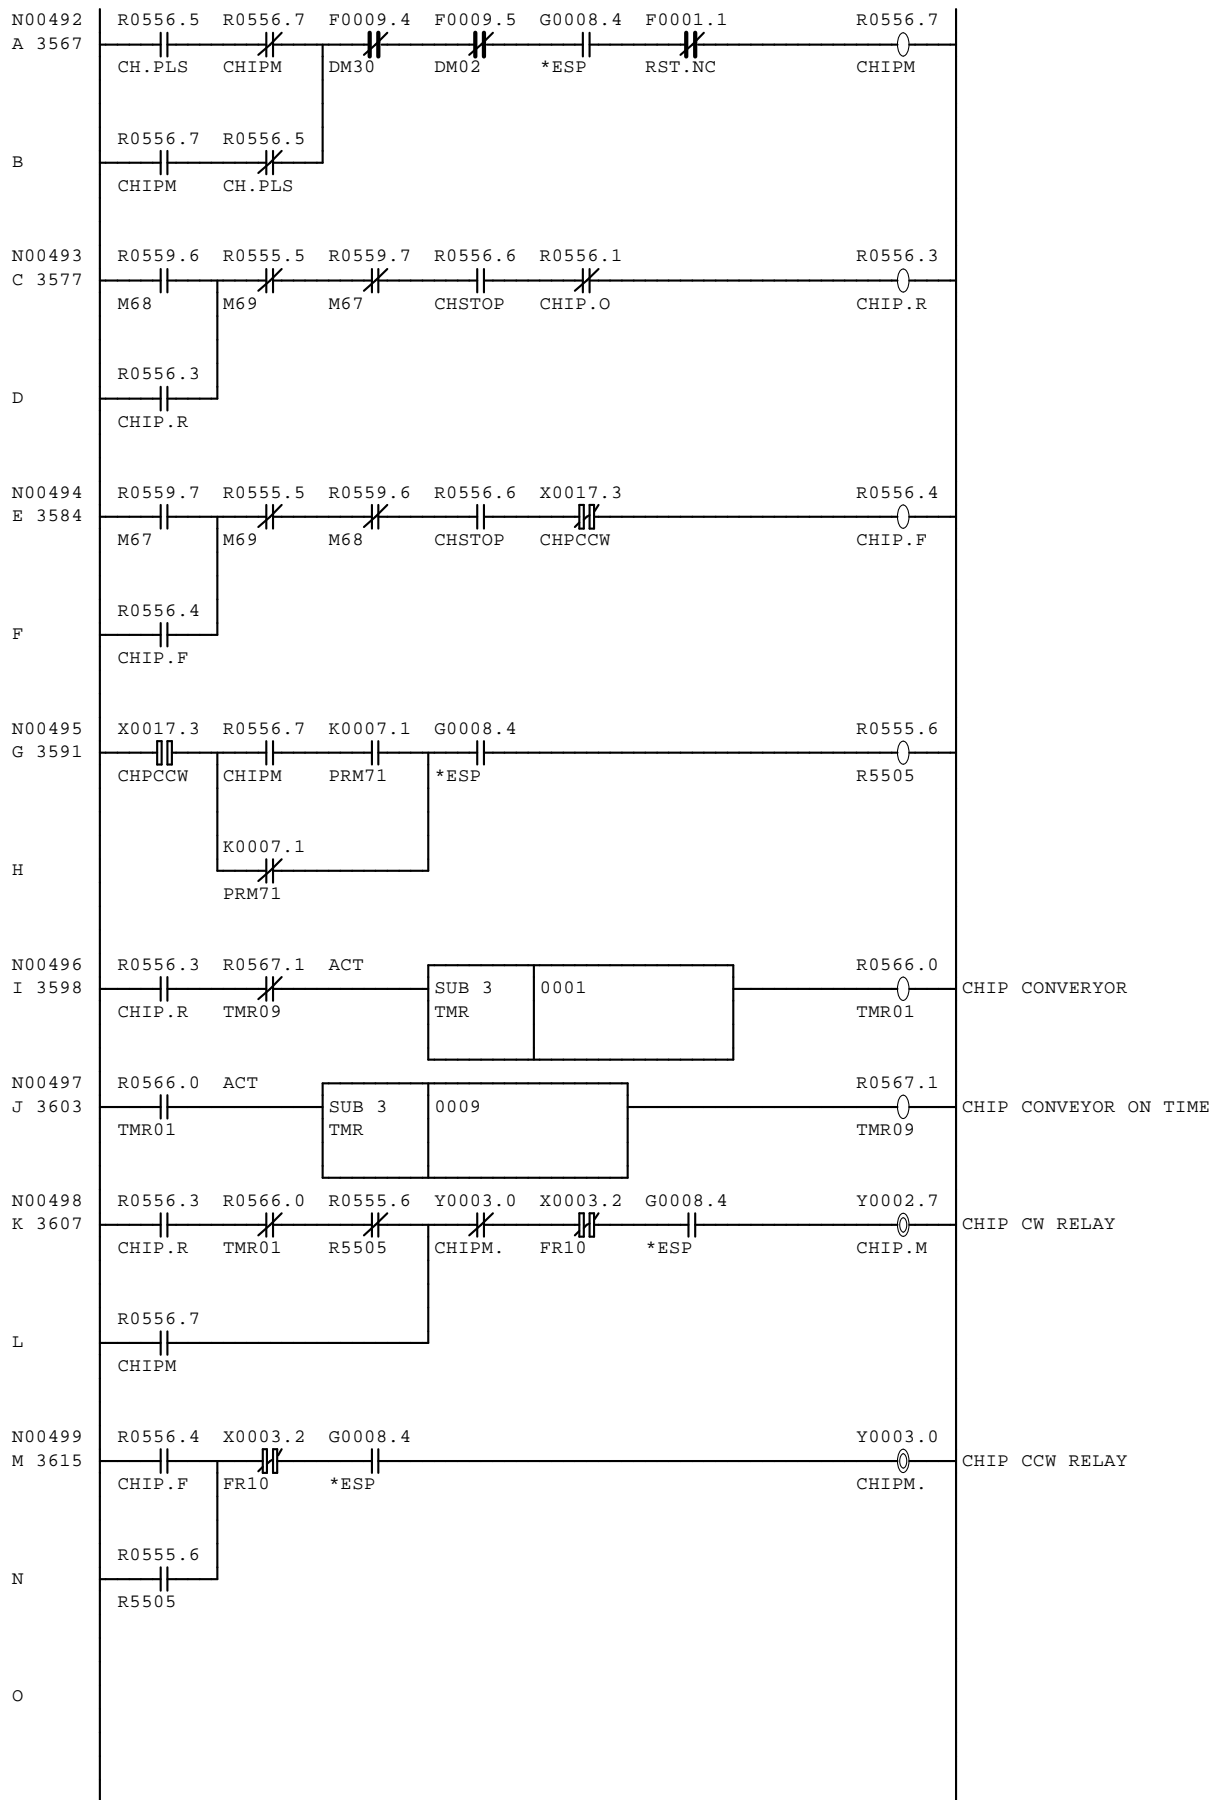 N00492 R0556.5 R0556.7 F0009.4 F0009.5 G0008.4 F0001.1 R0556.7
A 3567
CH.PLS CHIPM DM30 DM02 *ESP RST.NC CHIPM
R0556.7 R0556.5
B
CHIPM CH.PLS
N00493 R0559.6 R0555.5 R0559.7 R0556.6 R0556.1 R0556.3
C 3577
M68 M69 M67 CHSTOP CHIP.O CHIP.R
R0556.3
D
CHIP.R
N00494 R0559.7 R0555.5 R0559.6 R0556.6 X0017.3 R0556.4
E 3584
M67 M69 M68 CHSTOP CHPCCW CHIP.F
R0556.4
F
CHIP.F
N00495 X0017.3 R0556.7 K0007.1 G0008.4 R0555.6
G 3591
CHPCCW CHIPM PRM71 *ESP R5505
K0007.1
H
PRM71
N00496 R0556.3 R0567.1 ACT R0566.0
I 3598 SUB 3 0001 CHIP CONVERYOR
CHIP.R TMR09 TMR TMR01
N00497 R0566.0 ACT R0567.1
J 3603 SUB 3 0009 CHIP CONVEYOR ON TIME
TMR01 TMR TMR09
N00498 R0556.3 R0566.0 R0555.6 Y0003.0 X0003.2 G0008.4 Y0002.7
K 3607 CHIP CW RELAY
CHIP.R TMR01 R5505 CHIPM. FR10 *ESP CHIP.M
R0556.7
L
CHIPM
N00499 R0556.4 X0003.2 G0008.4 Y0003.0
M 3615 CHIP CCW RELAY
CHIP.F FR10 *ESP CHIPM.
R0555.6
N
R5505
O